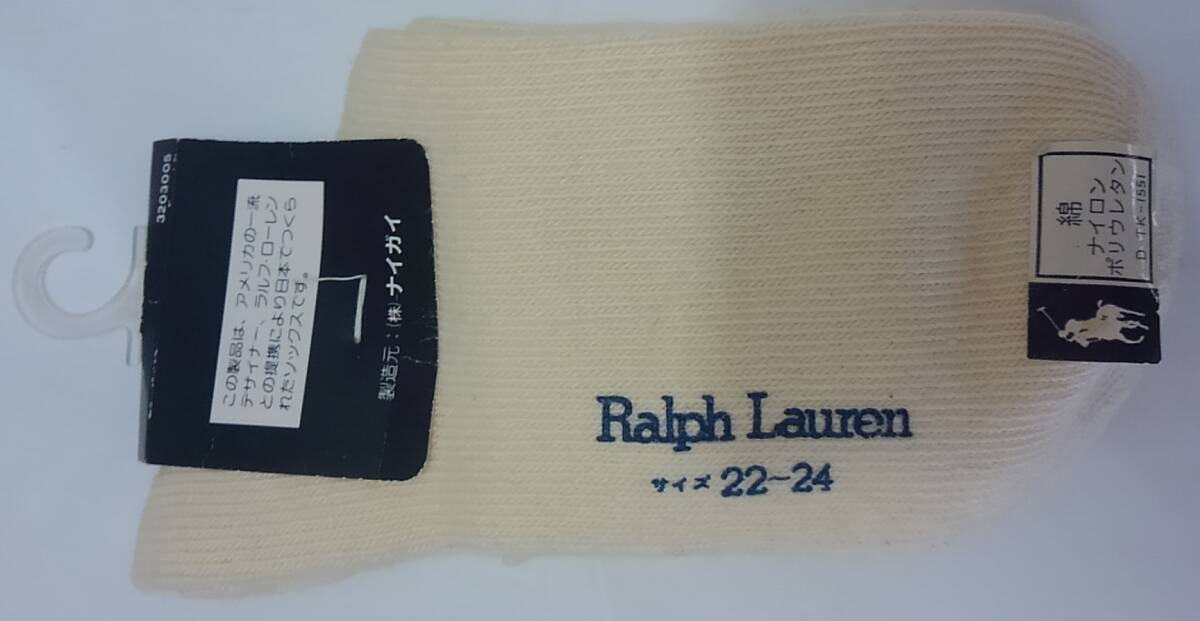 3203005
この製品は、アメリカの一流
デザイナー、ラルフ・ローレン
との提携により日本でつくら
れたソックスです。
製造元：(株)ナイガイ
Ralph Lauren
サイズ 22-24
綿
ナイロン
ポリウレタン
D TK-1551